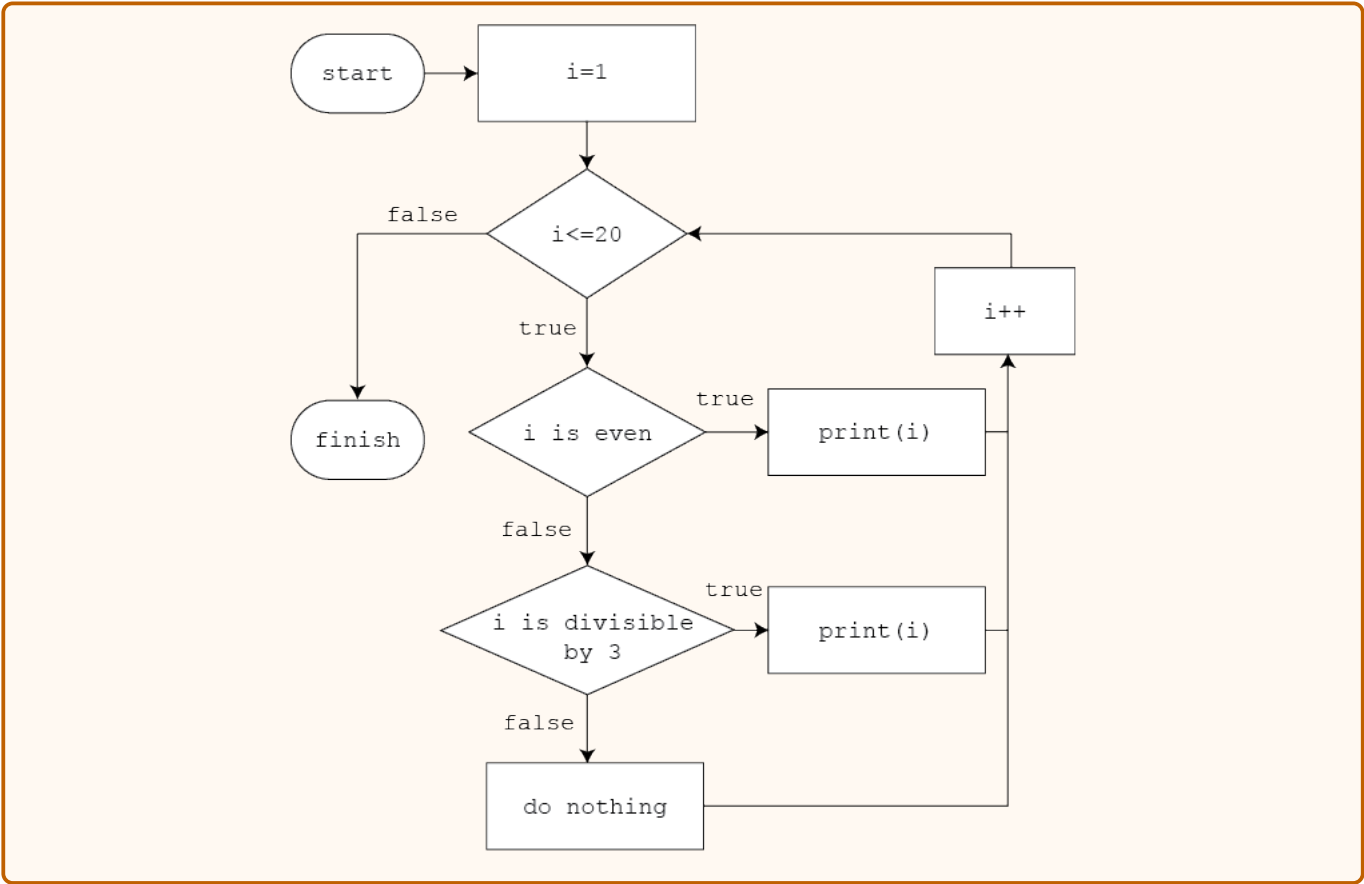 start
i=1
false
i<=20
i++
true
true
i is even
print(i)
finish
false
true
i is divisible
by 3
print(i)
false
do nothing